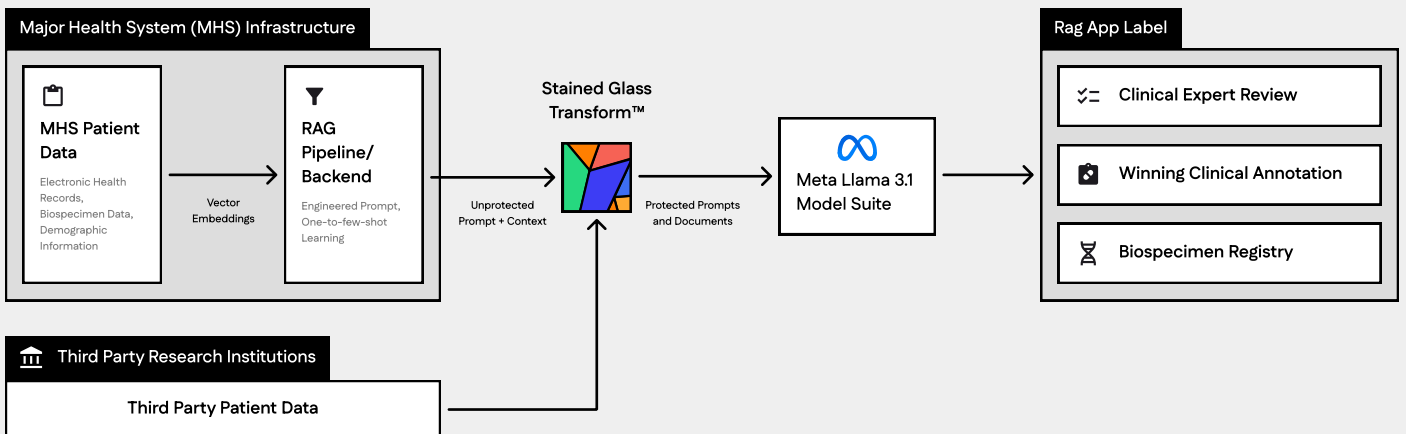 Major Health System (MHS) Infrastructure
MHS Patient
Data
Electronic Health
Records,
Biospecimen Data,
Demographic
Information
Vector
Embeddings
RAG
Pipeline/
Backend
Engineered Prompt,
One-to-few-shot
Learning
Unprotected
Prompt + Context
Stained Glass
Transform™
Protected Prompts
and Documents
Meta Llama 3.1
Model Suite
Rag App Label
Clinical Expert Review
Winning Clinical Annotation
Biospecimen Registry
Third Party Research Institutions
Third Party Patient Data